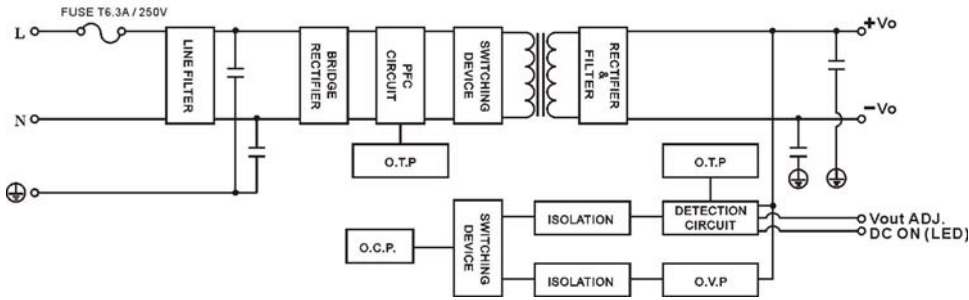 FUSE T6.3A / 250V
L
N
LINE FILTER
BRIDGE
RECTIFIER
PFC
CIRCUIT
SWITCHING
DEVICE
RECTIFIER
&
FILTER
+Vo
−Vo
O.T.P
O.T.P
O.C.P.
SWITCHING
DEVICE
ISOLATION
DETECTION
CIRCUIT
Vout ADJ.
DC ON (LED)
ISOLATION
O.V.P